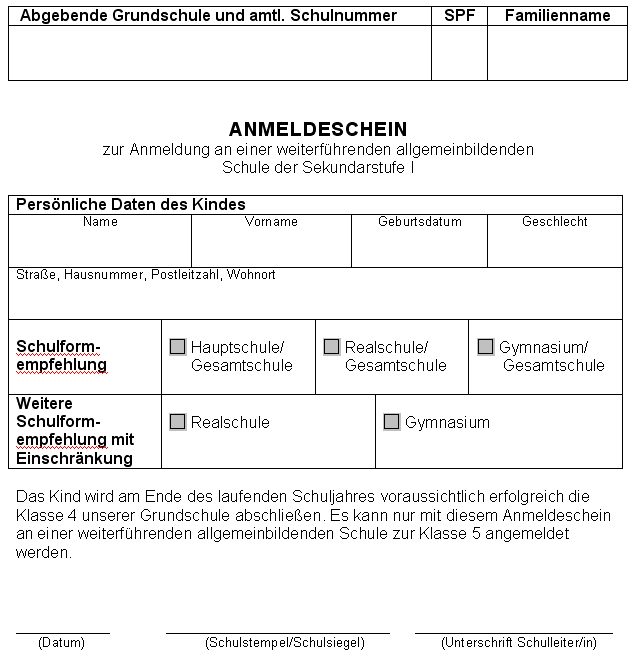 Abgebende Grundschule und amtl. Schulnummer SPF Familienname
ANMELDESCHEIN
zur Anmeldung an einer weiterführenden allgemeinbildenden
Schule der Sekundarstufe I
Persönliche Daten des Kindes
Name Vorname Geburtsdatum Geschlecht
Straße, Hausnummer, Postleitzahl, Wohnort
Schulform-
empfehlung
Hauptschule/
Gesamtschule
Realschule/
Gesamtschule
Gymnasium/
Gesamtschule
Weitere
Schulform-
empfehlung mit
Einschränkung
Realschule
Gymnasium
Das Kind wird am Ende des laufenden Schuljahres voraussichtlich erfolgreich die
Klasse 4 unserer Grundschule abschließen. Es kann nur mit diesem Anmeldeschein
an einer weiterführenden allgemeinbildenden Schule zur Klasse 5 angemeldet
werden.
(Datum) (Schulstempel/Schulsiegel) (Unterschrift Schulleiter/in)